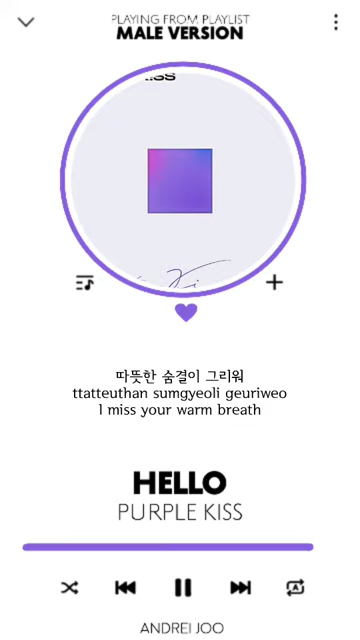 PLAYING FROM PLAYLIST
MALE VERSION
따뜻한 숨결이 그리워
ttatteuthan sumgyeoli geuriweo
I miss your warm breath
HELLO
PURPLE KISS
A
ANDREI JOO